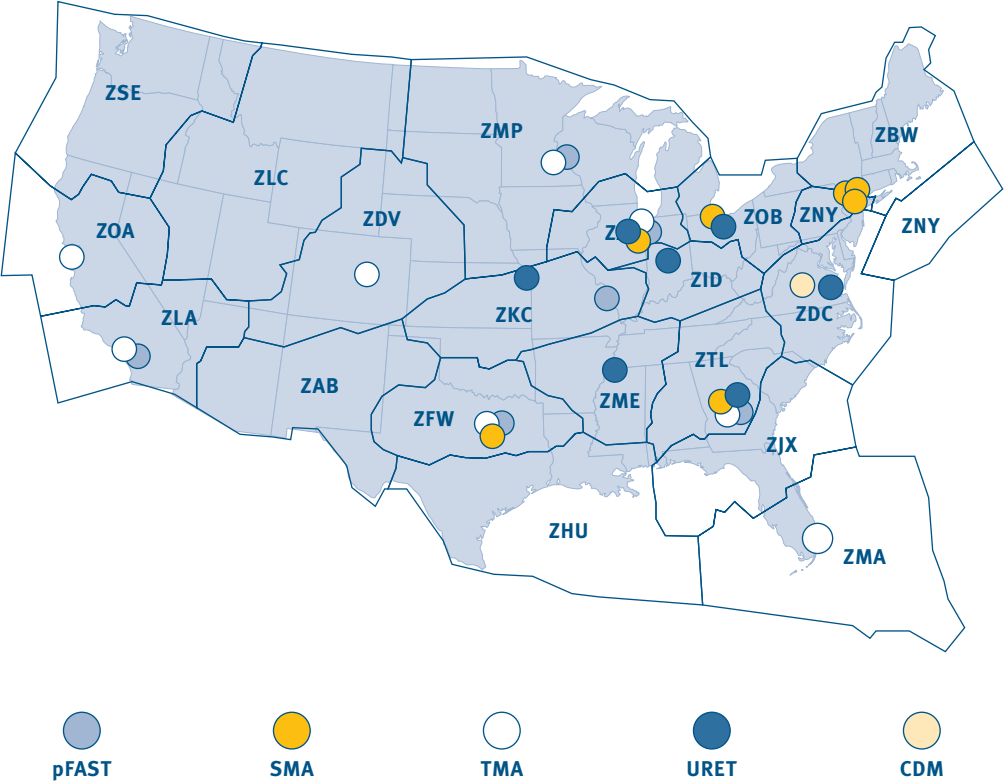 ZSE
ZMP
ZBW
ZLC
ZDV
ZOA
ZOB
ZNY
ZNY
ZID
ZLA
ZKC
ZDC
ZTL
ZAB
ZME
ZFW
ZJX
ZHU
ZMA
pFAST SMA TMA URET CDM